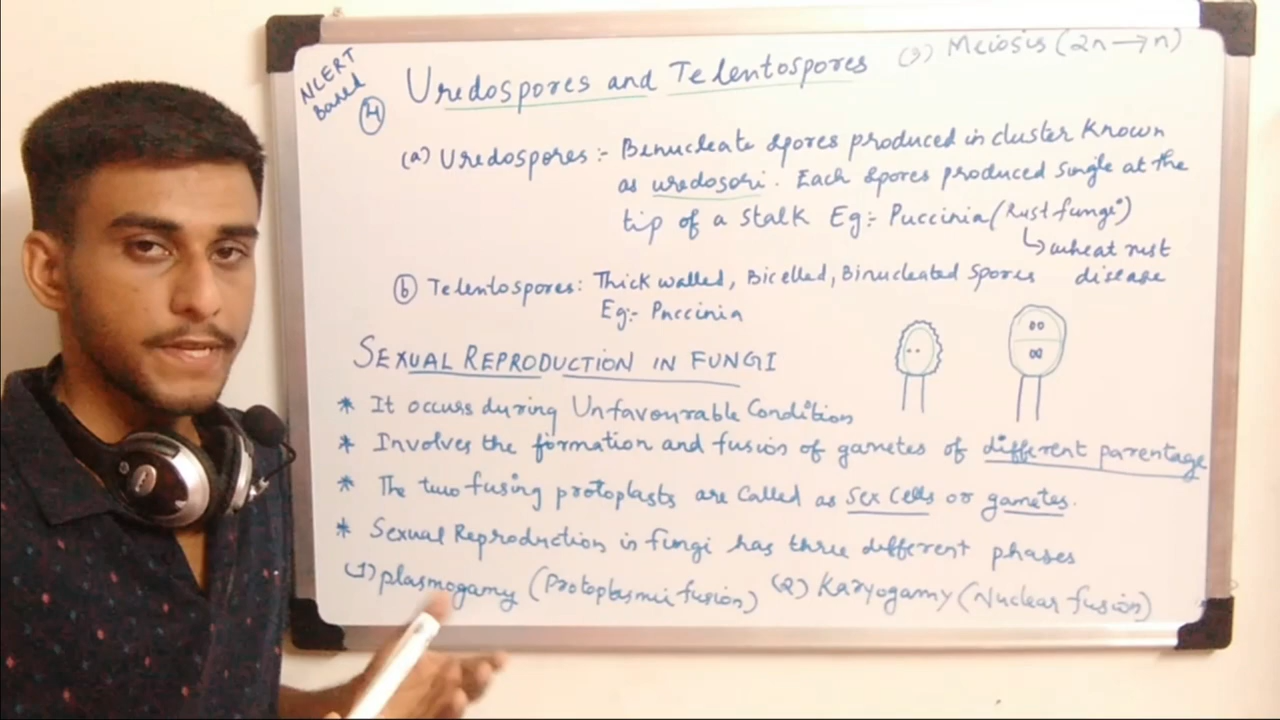 NCERT
based
4 Uredospores and Telentospores (3) Meiosis (2n → n)
(a) Uredospores :- Binucleate spores produced in cluster known
as uredosori. Each spores produced single at the
tip of a stalk Eg:- Puccinia (Rust fungi)
↳ wheat rust
disease
(b) Telentospores: Thick walled, Bicelled, Binucleated spores
Eg:- Puccinia
SEXUAL REPRODUCTION IN FUNGI
* It occurs during Unfavourable Condition
* Involves the formation and fusion of gametes of different parentage
* The two fusing protoplasts are called as sex cells or gametes.
* Sexual Reproduction in fungi has three different phases
(1) plasmogamy (Protoplasmic fusion) (2) Karyogamy (Nuclear fusion)